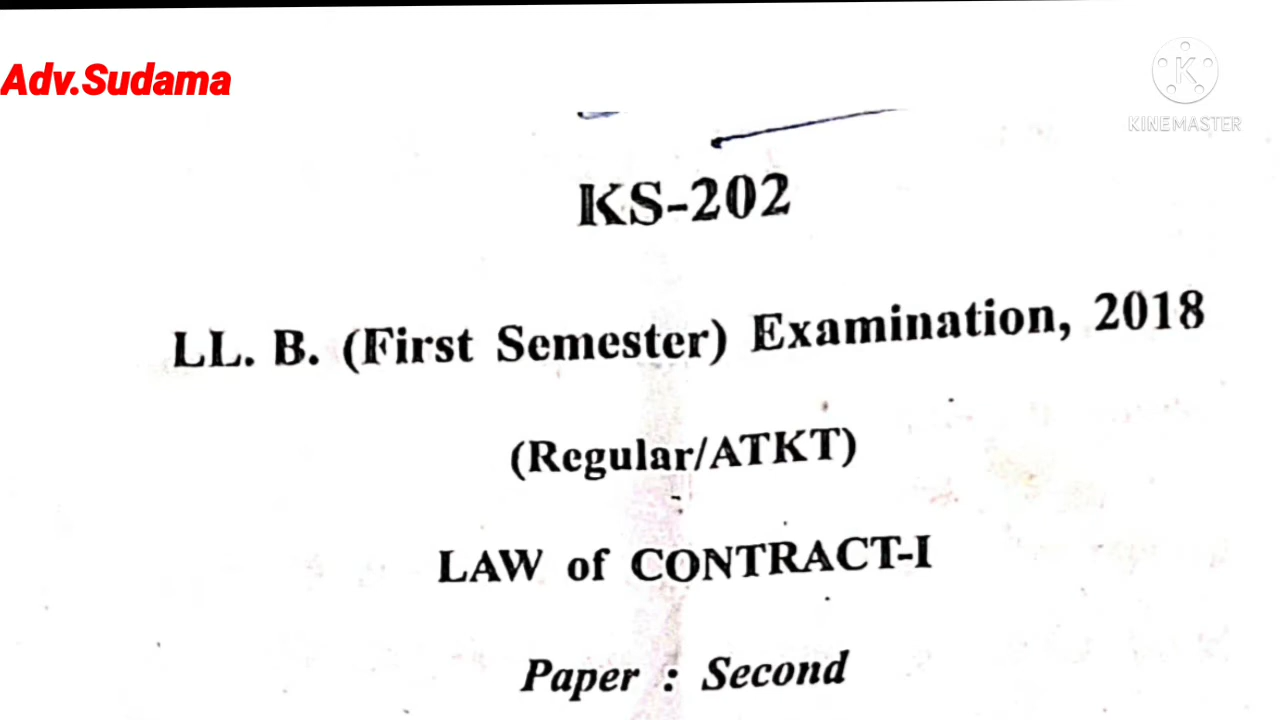 Adv.Sudama
KINEMASTER
KS-202
LL. B. (First Semester) Examination, 2018
(Regular/ATKT)
LAW of CONTRACT-I
Paper : Second